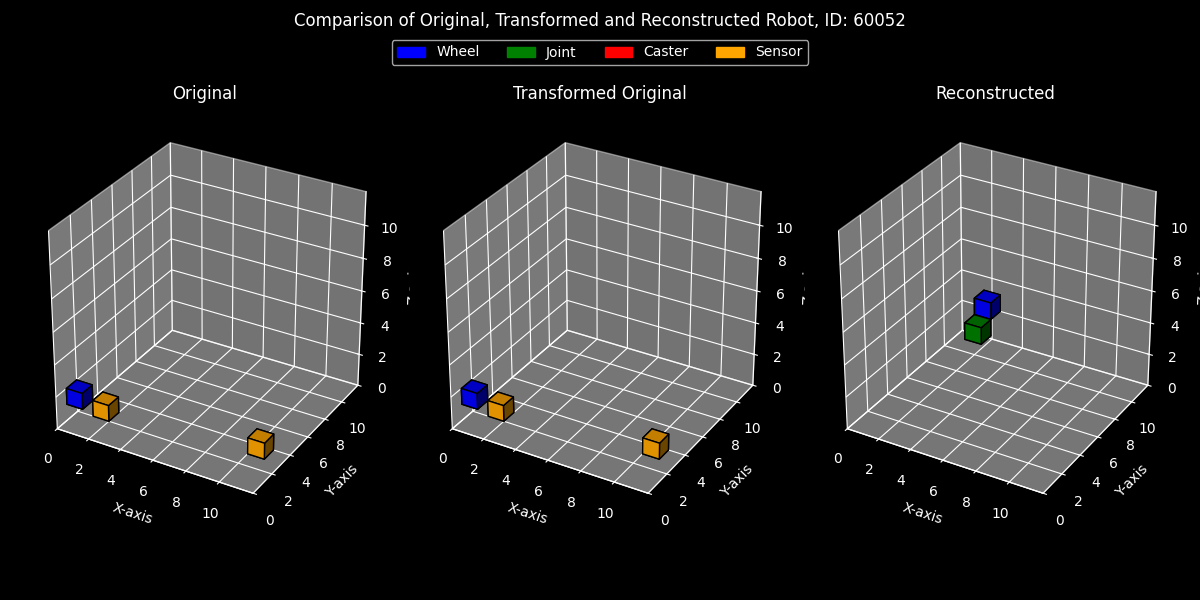 Comparison of Original, Transformed and Reconstructed Robot, ID: 60052
Wheel Joint Caster Sensor
Original Transformed Original Reconstructed
10 10 10
8 8 8
6 6 6
4 4 4
2 2 2
0 0 0
0 2 4 6 8 10 0 2 4 6 8 10 0 2 4 6 8 10
X-axis X-axis X-axis
0 2 4 6 8 10 0 2 4 6 8 10 0 2 4 6 8 10
Y-axis Y-axis Y-axis